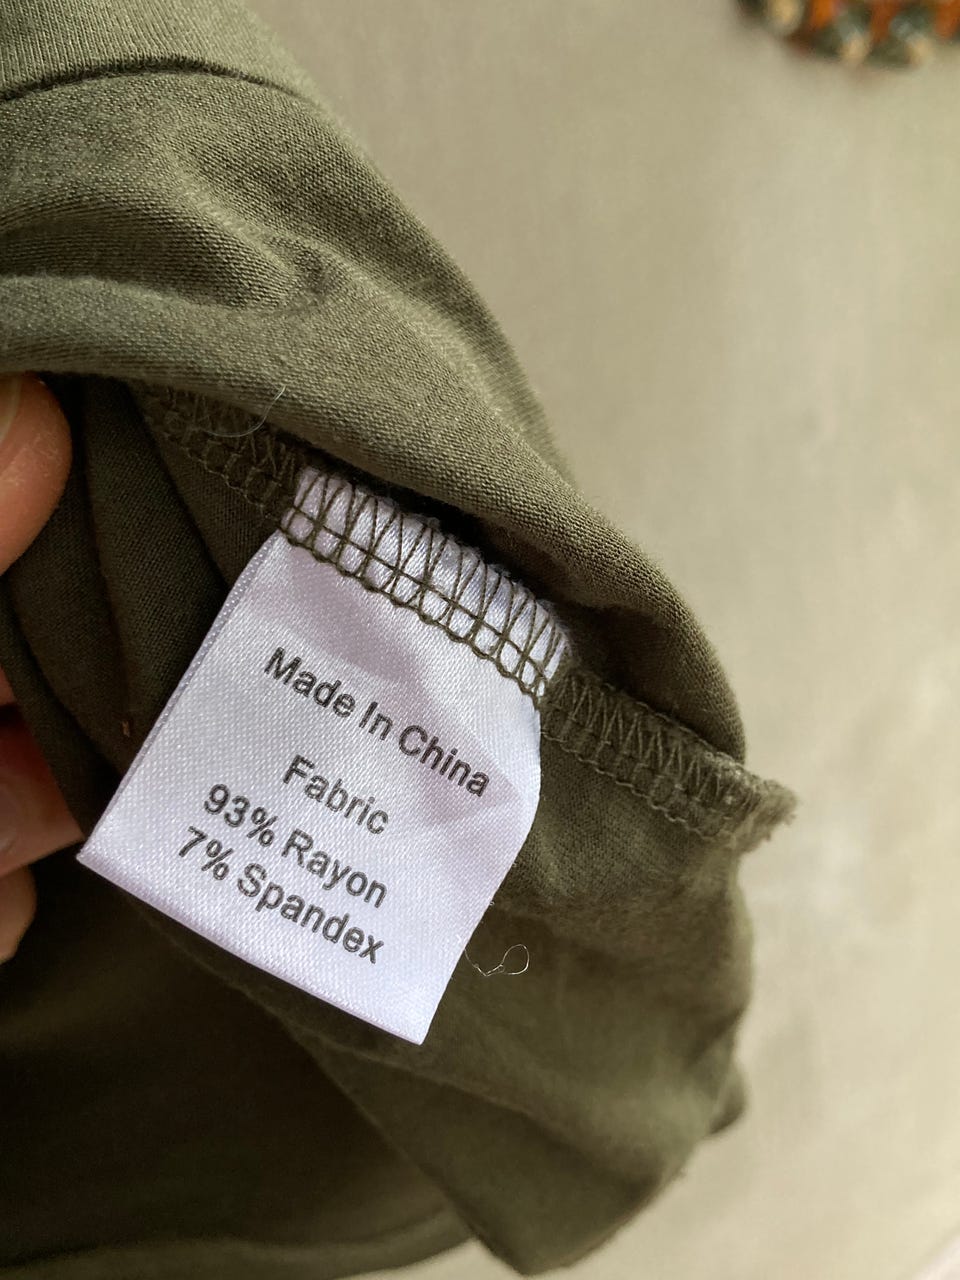 Made In China
Fabric
93% Rayon
7% Spandex